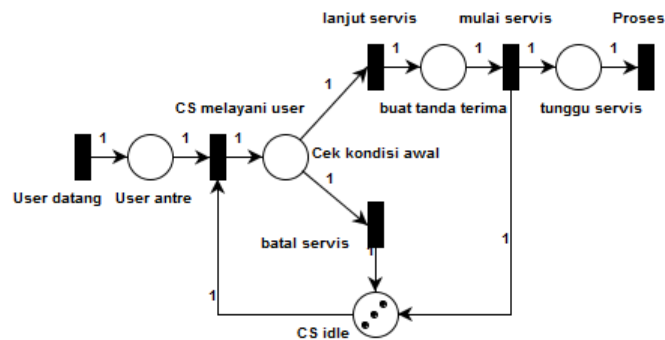 lanjut servis
mulai servis
Proses
1
1
1
1
1
buat tanda terima
tunggu servis
CS melayani user
1
1
1
1
Cek kondisi awal
User datang
User antre
1
batal servis
1
1
1
CS idle